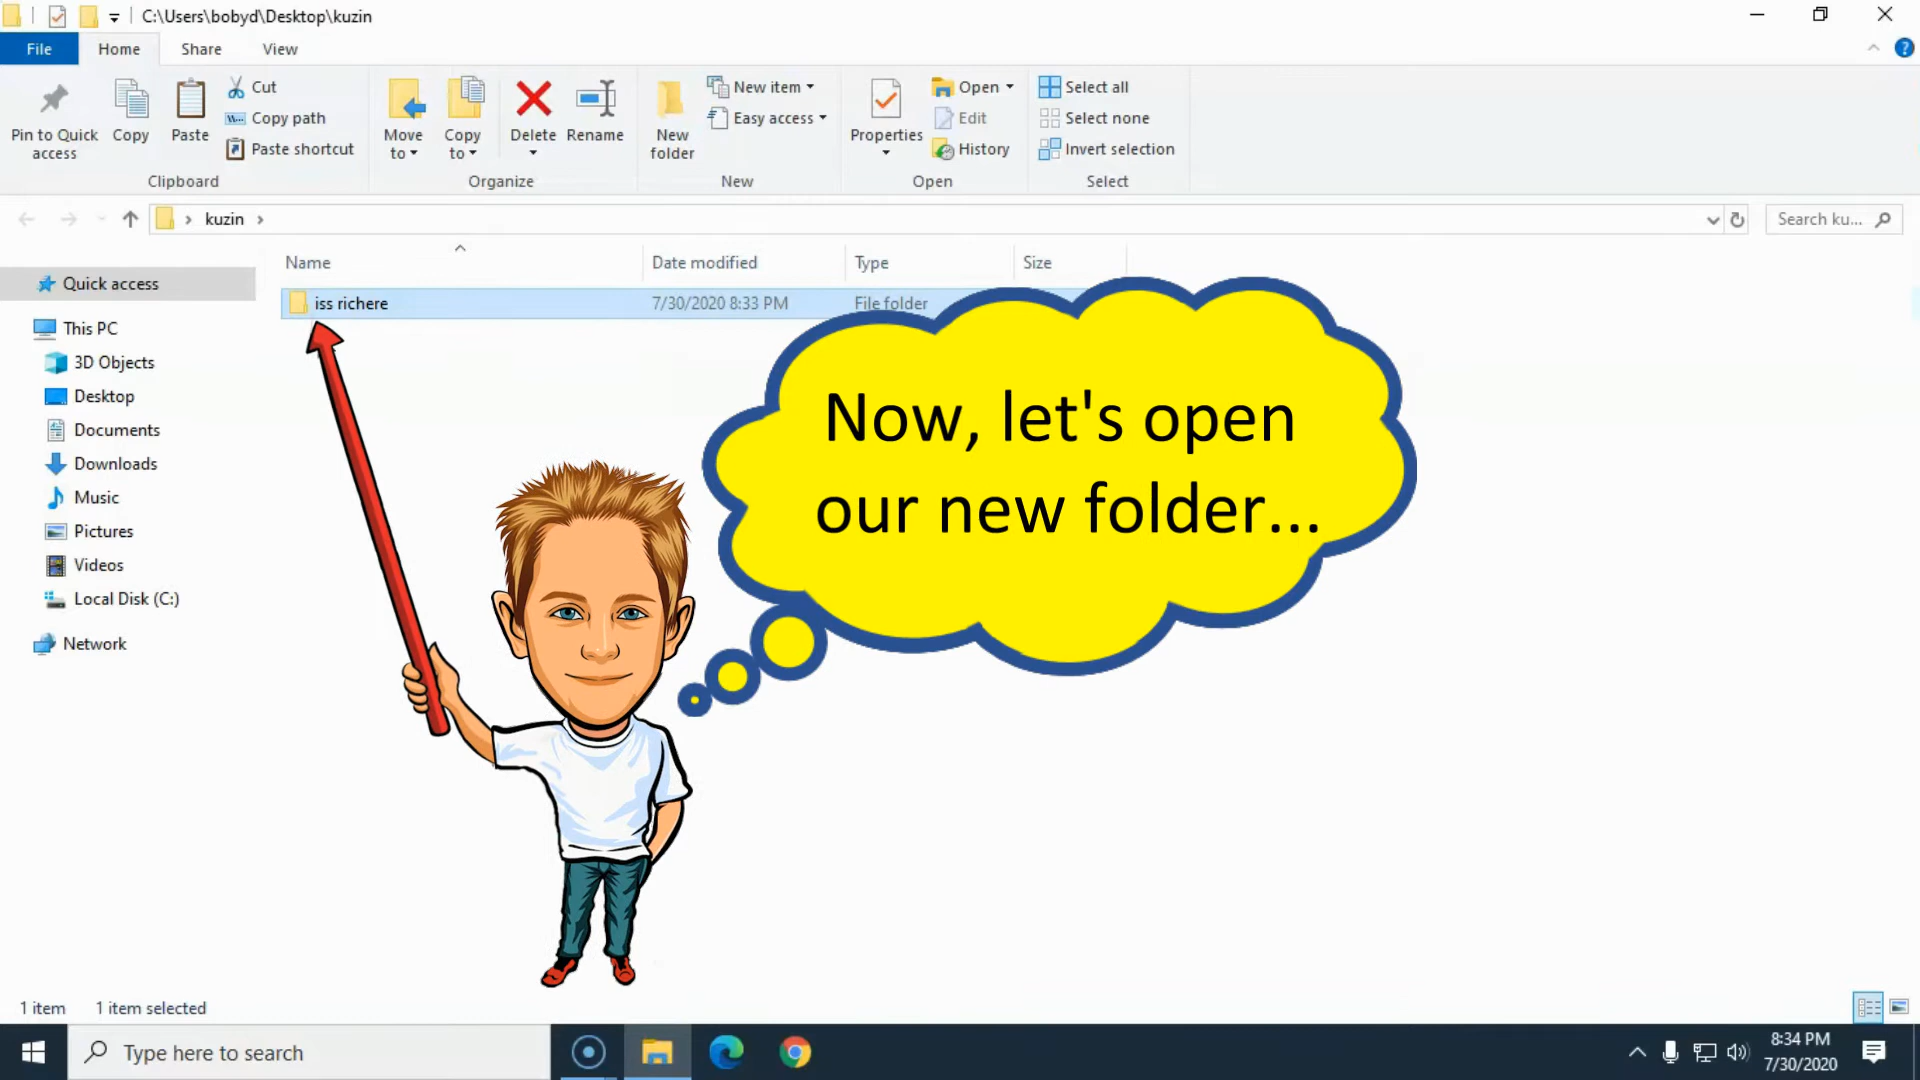 C:\Users\bobyd\Desktop\kuzin
File Home Share View
Pin to Quick access
Copy
Paste
Cut
Copy path
Paste shortcut
Clipboard
Move to
Copy to
Delete
Rename
Organize
New folder
New item
Easy access
New
Properties
Open
Edit
History
Open
Select all
Select none
Invert selection
Select
kuzin
Search ku...
Name Date modified Type Size
iss richere 7/30/2020 8:33 PM File folder
Quick access
This PC
3D Objects
Desktop
Documents
Downloads
Music
Pictures
Videos
Local Disk (C:)
Network
Now, let's open
our new folder...
1 item 1 item selected
Type here to search
8:34 PM
7/30/2020